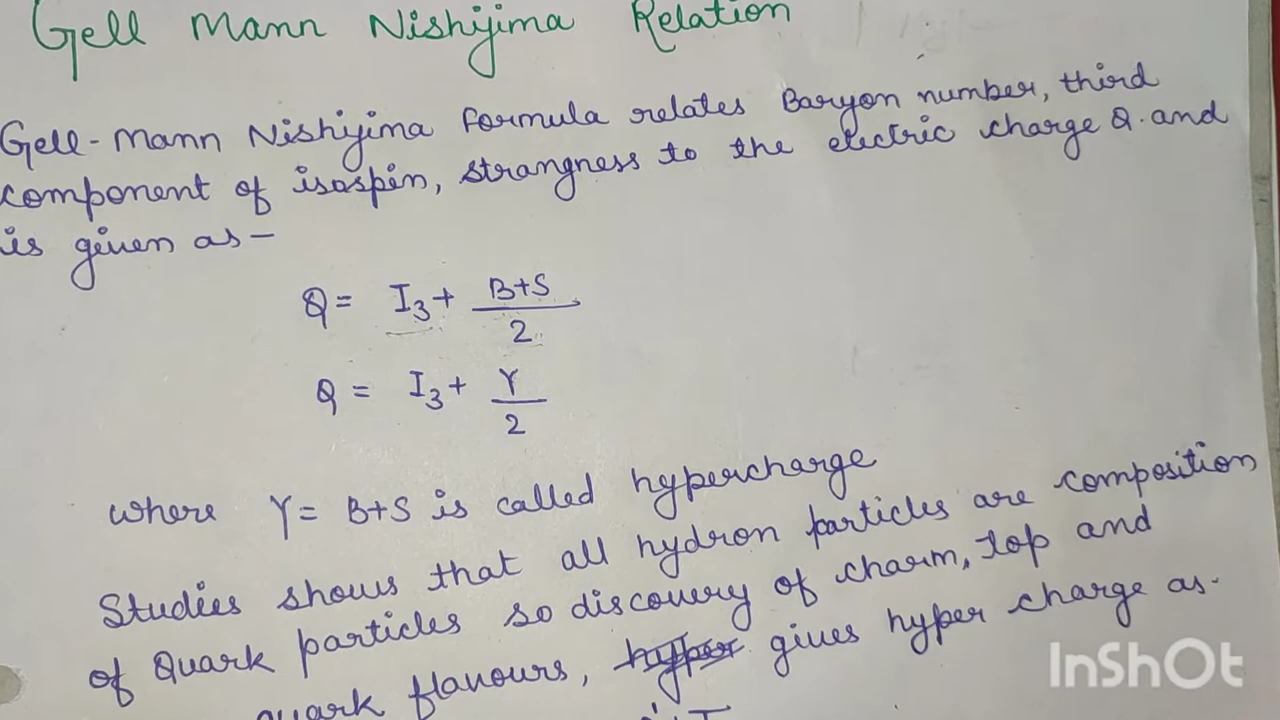 Gell Mann Nishijima Relation
Gell-Mann Nishijima Formula relates Baryon number, third
component of isospin, strangness to the electric charge Q. and
is given as -
Q = I₃ + (B+S)/2
Q = I₃ + Y/2
where Y = B+S is called hypercharge
Studies shows that all hydron particles are composition
of Quark particles so discovery of charm, top and
quark flavours, gives hyper charge as.
InShOt